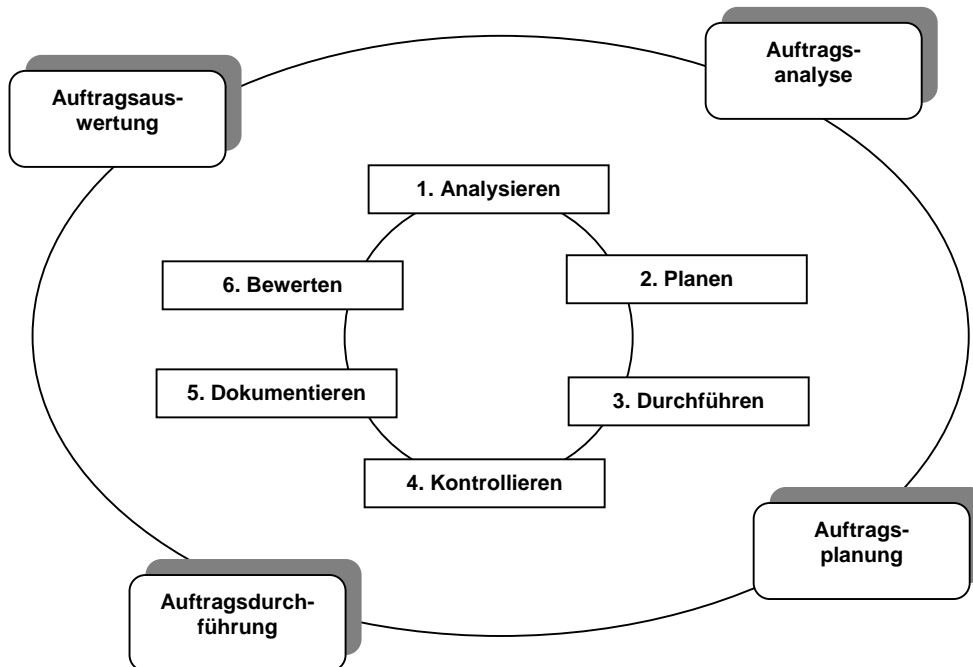 Auftrags-
analyse
Auftragsaus-
wertung
1. Analysieren
6. Bewerten
2. Planen
5. Dokumentieren
3. Durchführen
4. Kontrollieren
Auftrags-
planung
Auftragsdurch-
führung